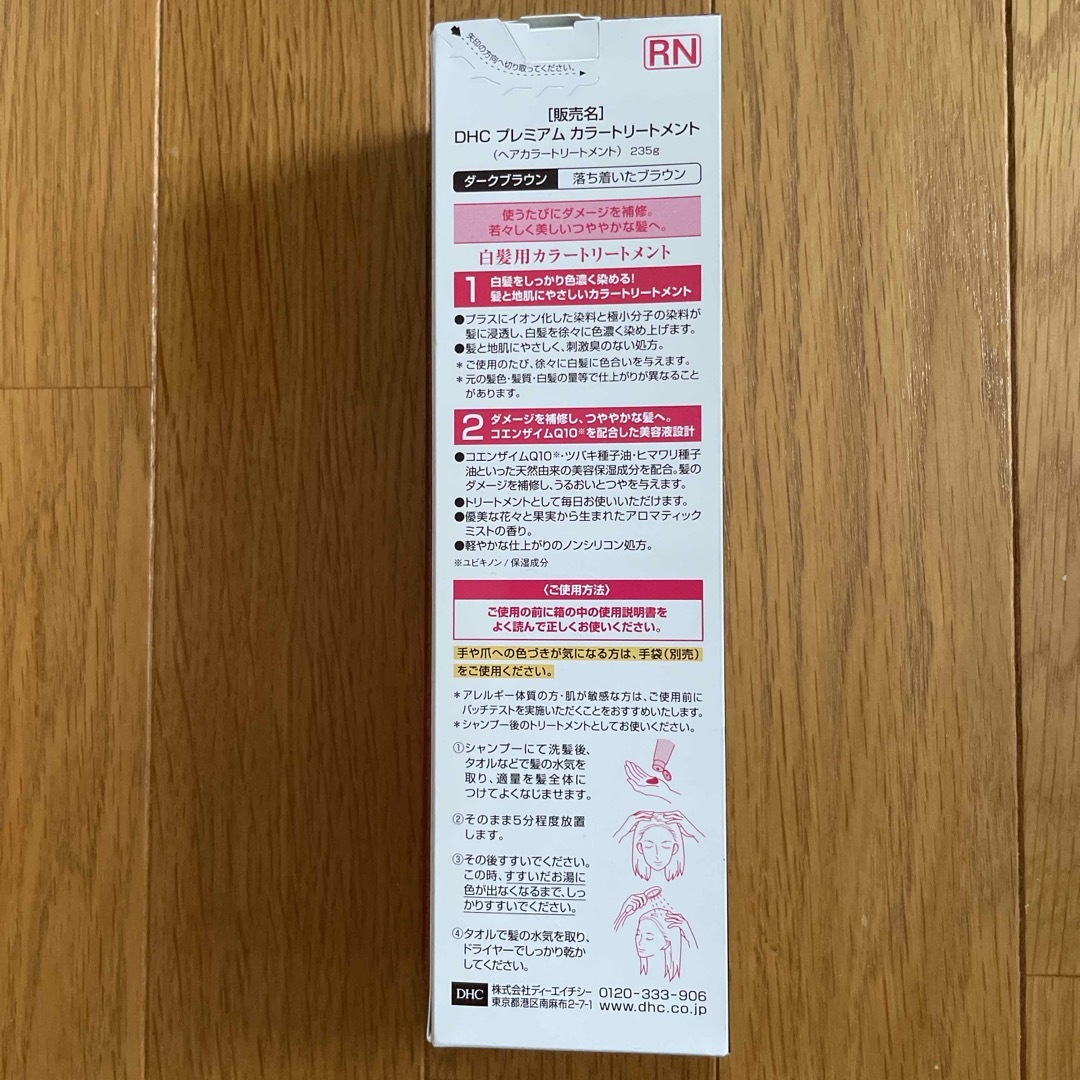 矢印の方向へ切り取ってください。
RN
[販売名]
DHC プレミアム カラートリートメント
(ヘアカラートリートメント) 235g
ダークブラウン 落ち着いたブラウン
使うたびにダメージを補修。
若々しく美しいつややかな髪へ。
白髪用カラートリートメント
1 白髪をしっかり色濃く染める!
髪と地肌にやさしいカラートリートメント
●プラスにイオン化した染料と極小分子の染料が
髪に浸透し、白髪を徐々に色濃く染め上げます。
●髪と地肌にやさしく、刺激臭のない処方。
＊ご使用のたび、徐々に白髪に色合いを与えます。
＊元の髪色・髪質・白髪の量等で仕上がりが異なること
があります。
2 ダメージを補修し、つややかな髪へ。
コエンザイムQ10※を配合した美容液設計
●コエンザイムQ10※・ツバキ種子油・ヒマワリ種子
油といった天然由来の美容保湿成分を配合。髪の
ダメージを補修し、うるおいとつやを与えます。
●トリートメントとして毎日お使いいただけます。
●優美な花々と果実から生まれたアロマティック
ミストの香り。
●軽やかな仕上がりのノンシリコン処方。
※ユビキノン/保湿成分
〈ご使用方法〉
ご使用の前に箱の中の使用説明書を
よく読んで正しくお使いください。
手や爪への色づきが気になる方は、手袋(別売)
をご使用ください。
＊アレルギー体質の方・肌が敏感な方は、ご使用前に
パッチテストを実施いただくことをおすすめいたします。
＊シャンプー後のトリートメントとしてお使いください。
①シャンプーにて洗髪後、
タオルなどで髪の水気を
取り、適量を髪全体に
つけてよくなじませます。
②そのまま5分程度放置
します。
③その後すすいでください。
この時、すすいだお湯に
色が出なくなるまで、しっ
かりすすいでください。
④タオルで髪の水気を取り、
ドライヤーでしっかり乾か
してください。
DHC 株式会社ディーエイチシー 0120-333-906
東京都港区南麻布2-7-1 www.dhc.co.jp